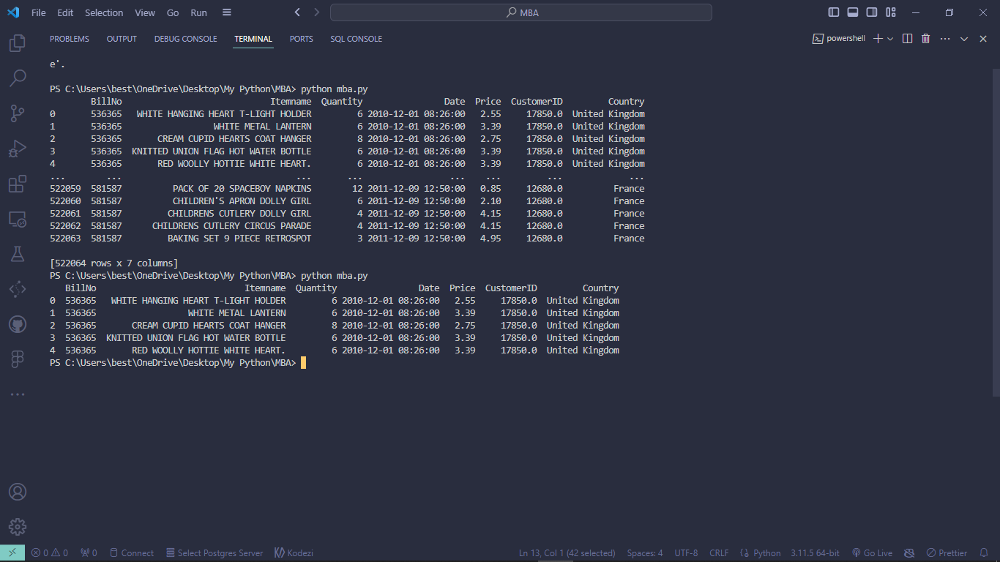 File Edit Selection View Go Run MBA
PROBLEMS OUTPUT DEBUG CONSOLE TERMINAL PORTS SQL CONSOLE powershell
e'.
PS C:\Users\best\OneDrive\Desktop\My Python\MBA> python mba.py
BillNo Itemname Quantity Date Price CustomerID Country
0 536365 WHITE HANGING HEART T-LIGHT HOLDER 6 2010-12-01 08:26:00 2.55 17850.0 United Kingdom
1 536365 WHITE METAL LANTERN 6 2010-12-01 08:26:00 3.39 17850.0 United Kingdom
2 536365 CREAM CUPID HEARTS COAT HANGER 8 2010-12-01 08:26:00 2.75 17850.0 United Kingdom
3 536365 KNITTED UNION FLAG HOT WATER BOTTLE 6 2010-12-01 08:26:00 3.39 17850.0 United Kingdom
4 536365 RED WOOLLY HOTTIE WHITE HEART. 6 2010-12-01 08:26:00 3.39 17850.0 United Kingdom
... ... ... ... ... ... ... ...
522059 581587 PACK OF 20 SPACEBOY NAPKINS 12 2011-12-09 12:50:00 0.85 12680.0 France
522060 581587 CHILDREN'S APRON DOLLY GIRL 6 2011-12-09 12:50:00 2.10 12680.0 France
522061 581587 CHILDRENS CUTLERY DOLLY GIRL 4 2011-12-09 12:50:00 4.15 12680.0 France
522062 581587 CHILDRENS CUTLERY CIRCUS PARADE 4 2011-12-09 12:50:00 4.15 12680.0 France
522063 581587 BAKING SET 9 PIECE RETROSPOT 3 2011-12-09 12:50:00 4.95 12680.0 France
[522064 rows x 7 columns]
PS C:\Users\best\OneDrive\Desktop\My Python\MBA> python mba.py
BillNo Itemname Quantity Date Price CustomerID Country
0 536365 WHITE HANGING HEART T-LIGHT HOLDER 6 2010-12-01 08:26:00 2.55 17850.0 United Kingdom
1 536365 WHITE METAL LANTERN 6 2010-12-01 08:26:00 3.39 17850.0 United Kingdom
2 536365 CREAM CUPID HEARTS COAT HANGER 8 2010-12-01 08:26:00 2.75 17850.0 United Kingdom
3 536365 KNITTED UNION FLAG HOT WATER BOTTLE 6 2010-12-01 08:26:00 3.39 17850.0 United Kingdom
4 536365 RED WOOLLY HOTTIE WHITE HEART. 6 2010-12-01 08:26:00 3.39 17850.0 United Kingdom
PS C:\Users\best\OneDrive\Desktop\My Python\MBA>
0 0 0 Connect Select Postgres Server Kodezi Ln 13, Col 1 (42 selected) Spaces: 4 UTF-8 CRLF Python 3.11.5 64-bit Go Live Prettier